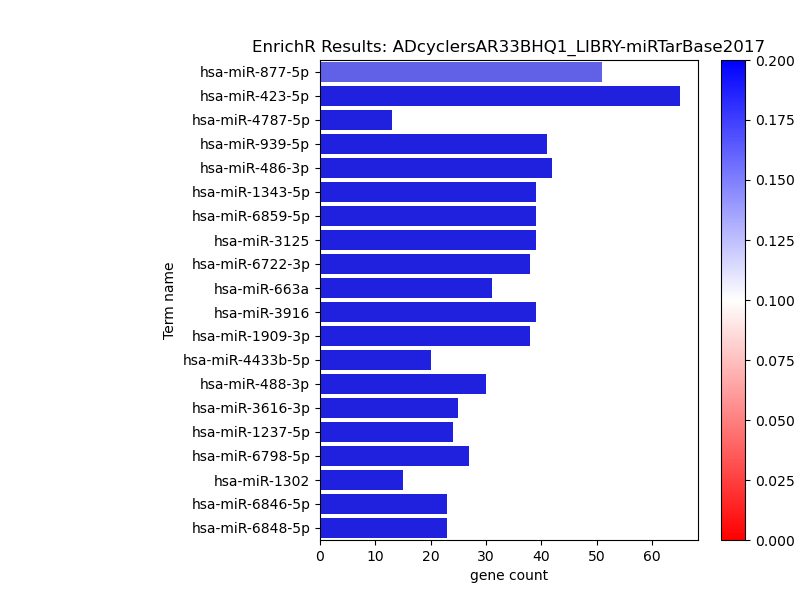 EnrichR Results: ADcyclersAR33BHQ1_LIBRY-miRTarBase2017
hsa-miR-877-5p
hsa-miR-423-5p
hsa-miR-4787-5p
hsa-miR-939-5p
hsa-miR-486-3p
hsa-miR-1343-5p
hsa-miR-6859-5p
hsa-miR-3125
hsa-miR-6722-3p
hsa-miR-663a
hsa-miR-3916
hsa-miR-1909-3p
hsa-miR-4433b-5p
hsa-miR-488-3p
hsa-miR-3616-3p
hsa-miR-1237-5p
hsa-miR-6798-5p
hsa-miR-1302
hsa-miR-6846-5p
hsa-miR-6848-5p
Term name
0 10 20 30 40 50 60
gene count
0.200
0.175
0.150
0.125
0.100
0.075
0.050
0.025
0.000